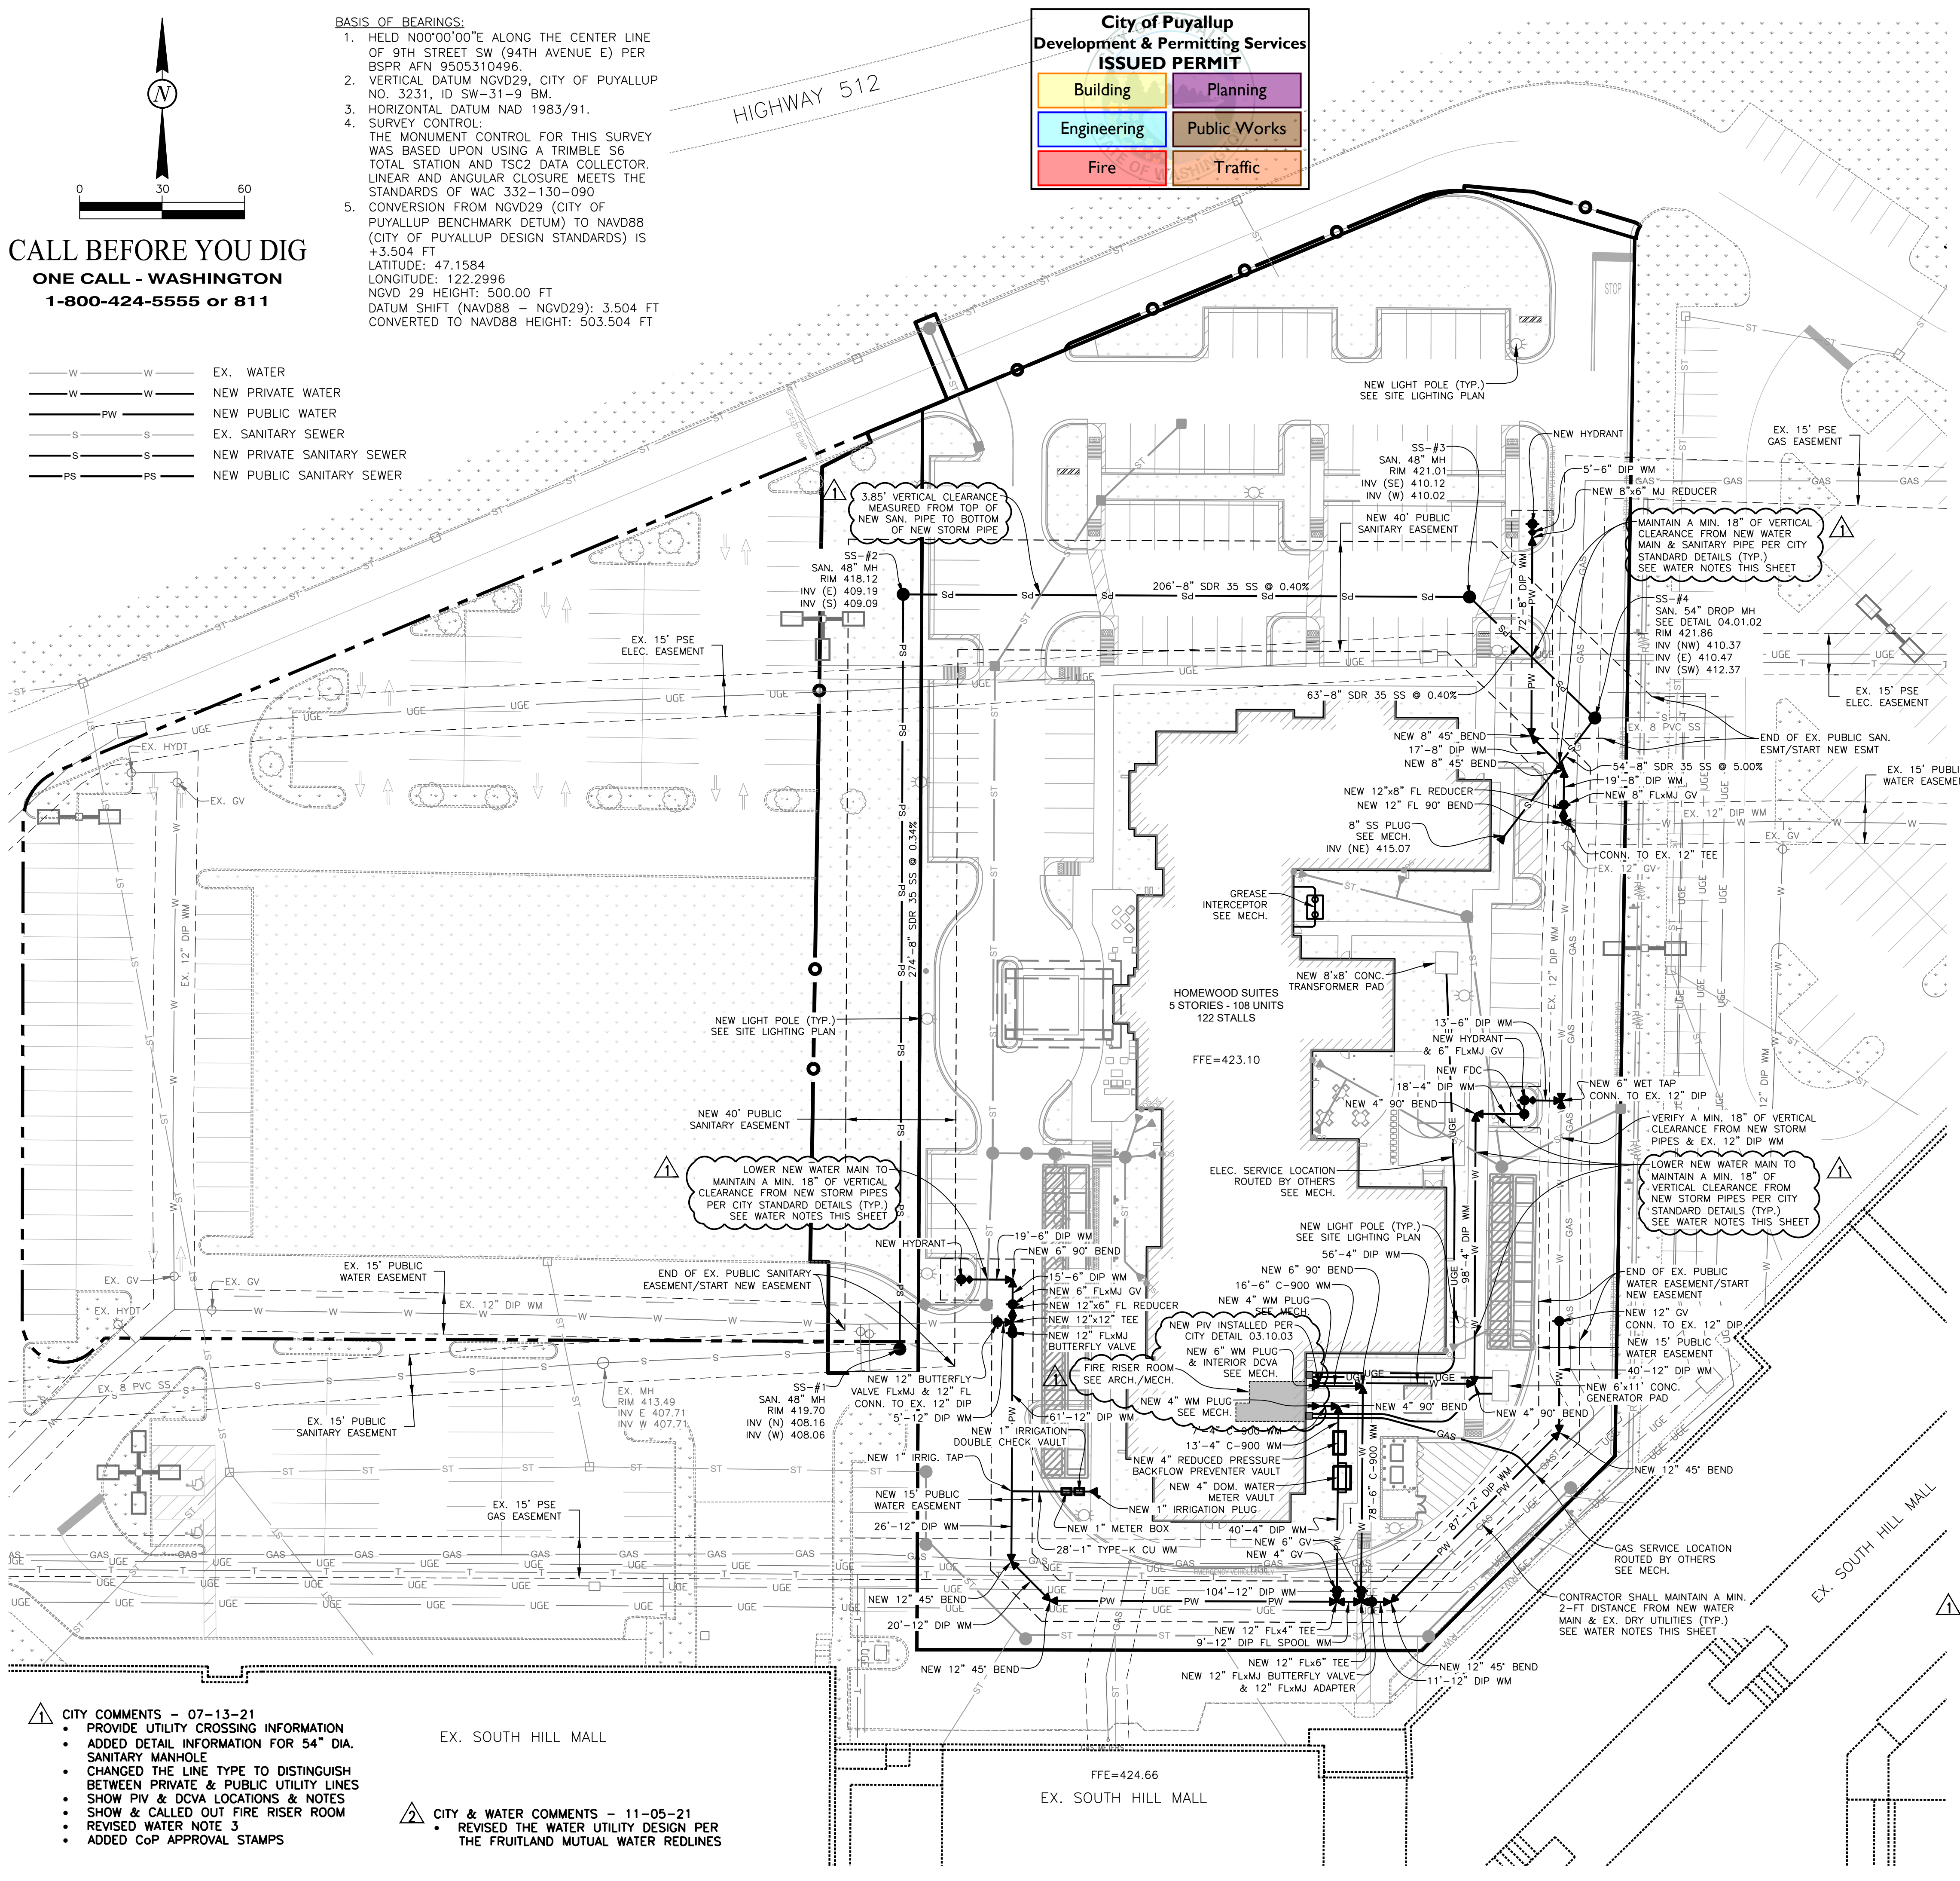 BASIS OF BEARINGS:
1. HELD N00°00'00"E ALONG THE CENTER LINE
OF 9TH STREET SW (94TH AVENUE E) PER
BSPR AFN 9505310496.
2. VERTICAL DATUM NGVD29, CITY OF PUYALLUP
NO. 3231, ID SW-31-9 BM.
3. HORIZONTAL DATUM NAD 1983/91.
4. SURVEY CONTROL:
THE MONUMENT CONTROL FOR THIS SURVEY
WAS BASED UPON USING A TRIMBLE S6
TOTAL STATION AND TSC2 DATA COLLECTOR.
LINEAR AND ANGULAR CLOSURE MEETS THE
STANDARDS OF WAC 332-130-090
5. CONVERSION FROM NGVD29 (CITY OF
PUYALLUP BENCHMARK DETUM) TO NAVD88
(CITY OF PUYALLUP DESIGN STANDARDS) IS
+3.504 FT
LATITUDE: 47.1584
LONGITUDE: 122.2996
NGVD 29 HEIGHT: 500.00 FT
DATUM SHIFT (NAVD88 – NGVD29): 3.504 FT
CONVERTED TO NAVD88 HEIGHT: 503.504 FT
N
0 30 60
CALL BEFORE YOU DIG
ONE CALL - WASHINGTON
1-800-424-5555 or 811
City of Puyallup
Development & Permitting Services
ISSUED PERMIT
Building
Planning
Engineering
Public Works
Fire
Traffic
HIGHWAY 512
W W EX. WATER
W W NEW PRIVATE WATER
PW NEW PUBLIC WATER
S S EX. SANITARY SEWER
S S NEW PRIVATE SANITARY SEWER
PS PS NEW PUBLIC SANITARY SEWER
STOP
SPEED BUMP
NEW LIGHT POLE (TYP.)
SEE SITE LIGHTING PLAN
NEW HYDRANT
5'-6" DIP WM
NEW 8"x6" MJ REDUCER
EX. 15' PSE
GAS EASEMENT
SS-#3
SAN. 48" MH
RIM 421.01
INV (SE) 410.12
INV (W) 410.02
1
3.85' VERTICAL CLEARANCE
MEASURED FROM TOP OF
NEW SAN. PIPE TO BOTTOM
OF NEW STORM PIPE
NEW 40' PUBLIC
SANITARY EASEMENT
MAINTAIN A MIN. 18" OF VERTICAL
CLEARANCE FROM NEW WATER
MAIN & SANITARY PIPE PER CITY
STANDARD DETAILS (TYP.)
SEE WATER NOTES THIS SHEET
1
SS-#2
SAN. 48" MH
RIM 418.12
INV (E) 409.19
INV (S) 409.09
206'-8" SDR 35 SS @ 0.40%
72'-8" DIP WM
SS-#4
SAN. 54" DROP MH
SEE DETAIL 04.01.02
RIM 421.86
INV (NW) 410.37
INV (E) 410.47
INV (SW) 412.37
EX. 15' PSE
ELEC. EASEMENT
EX. 15' PSE
ELEC. EASEMENT
63'-8" SDR 35 SS @ 0.40%
EX. 8 PVC SS
NEW 8" 45° BEND
17'-8" DIP WM
NEW 8" 45° BEND
END OF EX. PUBLIC SAN.
ESMT/START NEW ESMT
54'-8" SDR 35 SS @ 5.00%
19'-8" DIP WM
NEW 8" FLxMJ GV
NEW 12"x8" FL REDUCER
NEW 12" FL 90° BEND
EX. 15' PUBLI
WATER EASEME
EX. 12" DIP WM
EX. GV
8" SS PLUG
SEE MECH.
INV (NE) 415.07
CONN. TO EX. 12" TEE
EX. 12" GV
EX. HYDT
EX. GV
EX. 12" DIP WM
274'-8" SDR 35 SS @ 0.34%
GREASE
INTERCEPTOR
SEE MECH.
NEW 8'x8' CONC.
TRANSFORMER PAD
EX. 12" DIP WM
HOMEWOOD SUITES
5 STORIES - 108 UNITS
122 STALLS
FFE=423.10
NEW LIGHT POLE (TYP.)
SEE SITE LIGHTING PLAN
13'-6" DIP WM
NEW HYDRANT
& 6" FLxMJ GV
NEW FDC
18'-4" DIP WM
NEW 4" 90° BEND
NEW 6" WET TAP
CONN. TO EX. 12" DIP
12" DIP WM
VERIFY A MIN. 18" OF VERTICAL
CLEARANCE FROM NEW STORM
PIPES & EX. 12" DIP WM
NEW 40' PUBLIC
SANITARY EASEMENT
1
LOWER NEW WATER MAIN TO
MAINTAIN A MIN. 18" OF VERTICAL
CLEARANCE FROM NEW STORM PIPES
PER CITY STANDARD DETAILS (TYP.)
SEE WATER NOTES THIS SHEET
LOWER NEW WATER MAIN TO
MAINTAIN A MIN. 18" OF
VERTICAL CLEARANCE FROM
NEW STORM PIPES PER CITY
STANDARD DETAILS (TYP.)
SEE WATER NOTES THIS SHEET
1
ELEC. SERVICE LOCATION
ROUTED BY OTHERS
SEE MECH.
NEW LIGHT POLE (TYP.)
SEE SITE LIGHTING PLAN
98'-4" DIP WM
56'-4" DIP WM
NEW 6" 90° BEND
16'-6" C-900 WM
NEW 4" WM PLUG
SEE MECH.
NEW HYDRANT
19'-6" DIP WM
NEW 6" 90° BEND
15'-6" DIP WM
NEW 6" FLxMJ GV
NEW 12"x6" FL REDUCER
NEW 12"x12" TEE
NEW 12" FLxMJ
BUTTERFLY VALVE
EX. 15' PUBLIC
WATER EASEMENT
END OF EX. PUBLIC SANITARY
EASEMENT/START NEW EASEMENT
EX. GV
EX. GV
EX. HYDT
EX. 12" DIP WM
NEW PIV INSTALLED PER
CITY DETAIL 03.10.03
NEW 6" WM PLUG
& INTERIOR DCVA
SEE MECH.
FIRE RISER ROOM
SEE ARCH./MECH.
1
NEW 4" WM PLUG
SEE MECH.
END OF EX. PUBLIC
WATER EASEMENT/START
NEW EASEMENT
NEW 12" GV
CONN. TO EX. 12" DIP
NEW 15' PUBLIC
WATER EASEMENT
40'-12" DIP WM
NEW 6'x11' CONC.
GENERATOR PAD
NEW 4" 90° BEND
NEW 4" 90° BEND
EX. 8 PVC SS
EX. 15' PUBLIC
SANITARY EASEMENT
EX. MH
RIM 413.49
INV E 407.71
INV W 407.71
SS-#1
SAN. 48" MH
RIM 419.70
INV (N) 408.16
INV (W) 408.06
NEW 12" BUTTERFLY
VALVE FLxMJ & 12" FL
CONN. TO EX. 12" DIP
5'-12" DIP WM
61'-12" DIP WM
NEW 1" IRRIGATION
DOUBLE CHECK VAULT
NEW 1" IRRIG. TAP
7'-4" C-900 WM
13'-4" C-900 WM
NEW 4" REDUCED PRESSURE
BACKFLOW PREVENTER VAULT
NEW 4" DOM. WATER
METER VAULT
78'-6" C-900 WM
NEW 12" 45° BEND
NEW 15' PUBLIC
WATER EASEMENT
NEW 1" IRRIGATION PLUG
NEW 1" METER BOX
28'-1" TYPE-K CU WM
26'-12" DIP WM
40'-4" DIP WM
NEW 6" GV
NEW 4" GV
87'-12" DIP WM
EX. 15' PSE
GAS EASEMENT
GAS SERVICE LOCATION
ROUTED BY OTHERS
SEE MECH.
CONTRACTOR SHALL MAINTAIN A MIN.
2-FT DISTANCE FROM NEW WATER
MAIN & EX. DRY UTILITIES (TYP.)
SEE WATER NOTES THIS SHEET
1
104'-12" DIP WM
NEW 12" 45° BEND
20'-12" DIP WM
NEW 12" 45° BEND
NEW 12" FLx4" TEE
9'-12" DIP FL SPOOL WM
NEW 12" FLx6" TEE
NEW 12" FLxMJ BUTTERFLY VALVE
& 12" FLxMJ ADAPTER
NEW 12" 45° BEND
11'-12" DIP WM
EX. SOUTH HILL MALL
EX. SOUTH HILL MALL
FFE=424.66
EX. SOUTH HILL MALL
1 CITY COMMENTS – 07-13-21
• PROVIDE UTILITY CROSSING INFORMATION
• ADDED DETAIL INFORMATION FOR 54" DIA.
SANITARY MANHOLE
• CHANGED THE LINE TYPE TO DISTINGUISH
BETWEEN PRIVATE & PUBLIC UTILITY LINES
• SHOW PIV & DCVA LOCATIONS & NOTES
• SHOW & CALLED OUT FIRE RISER ROOM
• REVISED WATER NOTE 3
• ADDED CoP APPROVAL STAMPS
2 CITY & WATER COMMENTS – 11-05-21
• REVISED THE WATER UTILITY DESIGN PER
THE FRUITLAND MUTUAL WATER REDLINES